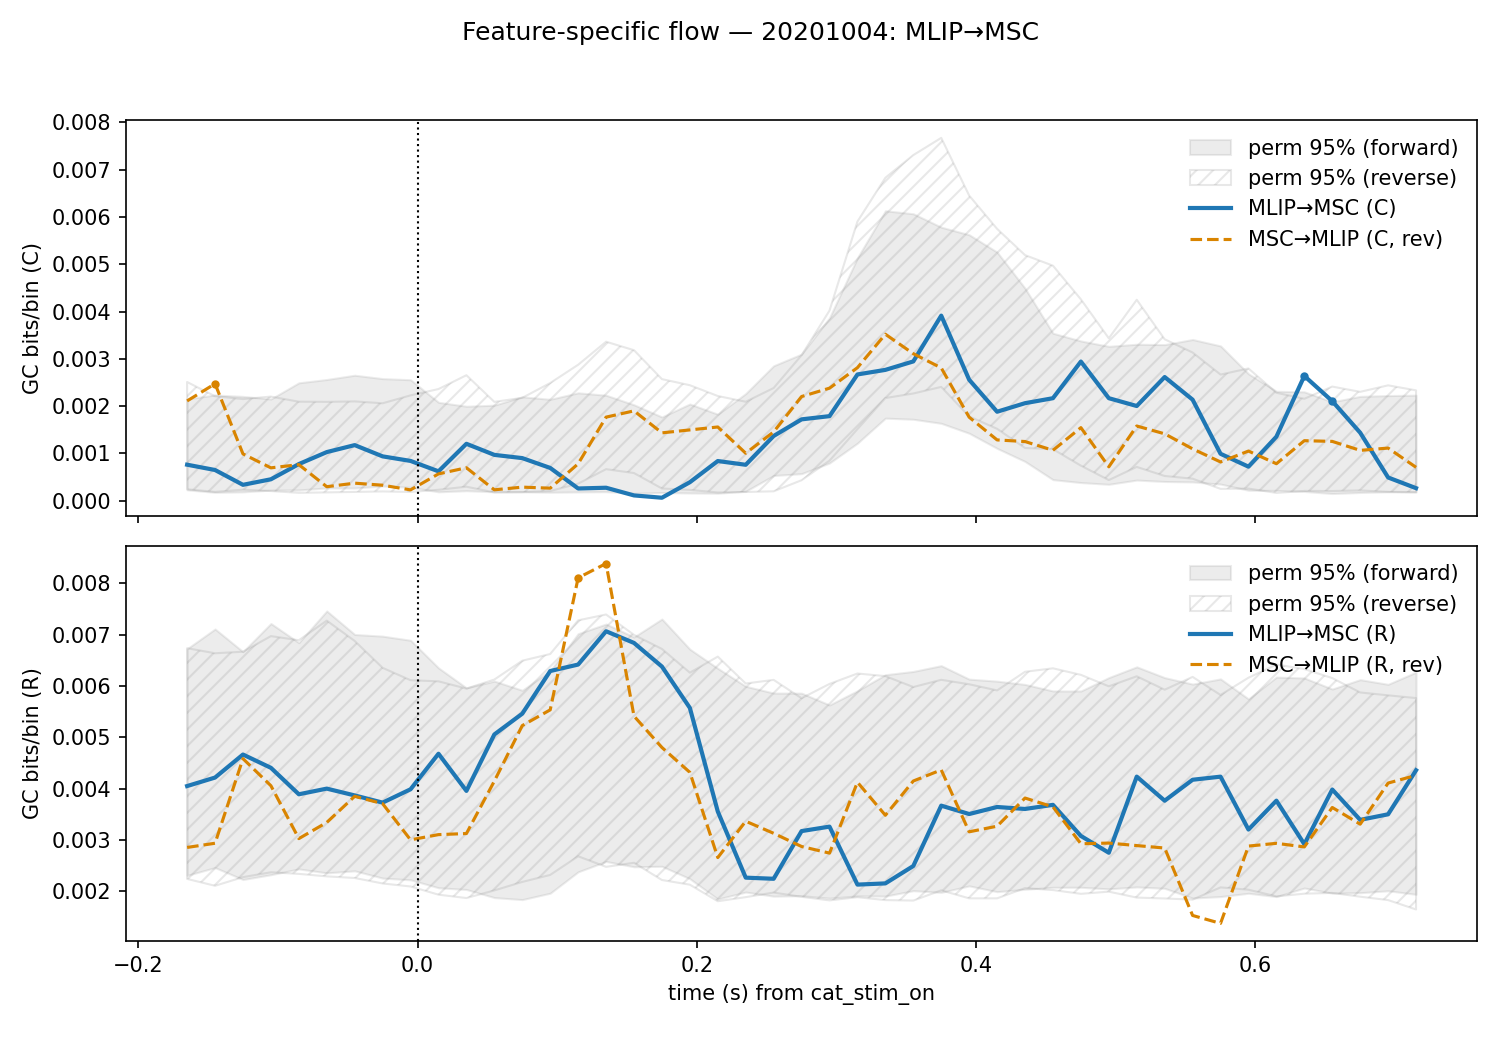 Feature-specific flow — 20201004: MLIP→MSC
0.008
0.007
0.006
0.005
0.004
0.003
0.002
0.001
0.000
GC bits/bin (C)
perm 95% (forward)
perm 95% (reverse)
MLIP→MSC (C)
MSC→MLIP (C, rev)
0.008
0.007
0.006
0.005
0.004
0.003
0.002
GC bits/bin (R)
perm 95% (forward)
perm 95% (reverse)
MLIP→MSC (R)
MSC→MLIP (R, rev)
−0.2 0.0 0.2 0.4 0.6
time (s) from cat_stim_on